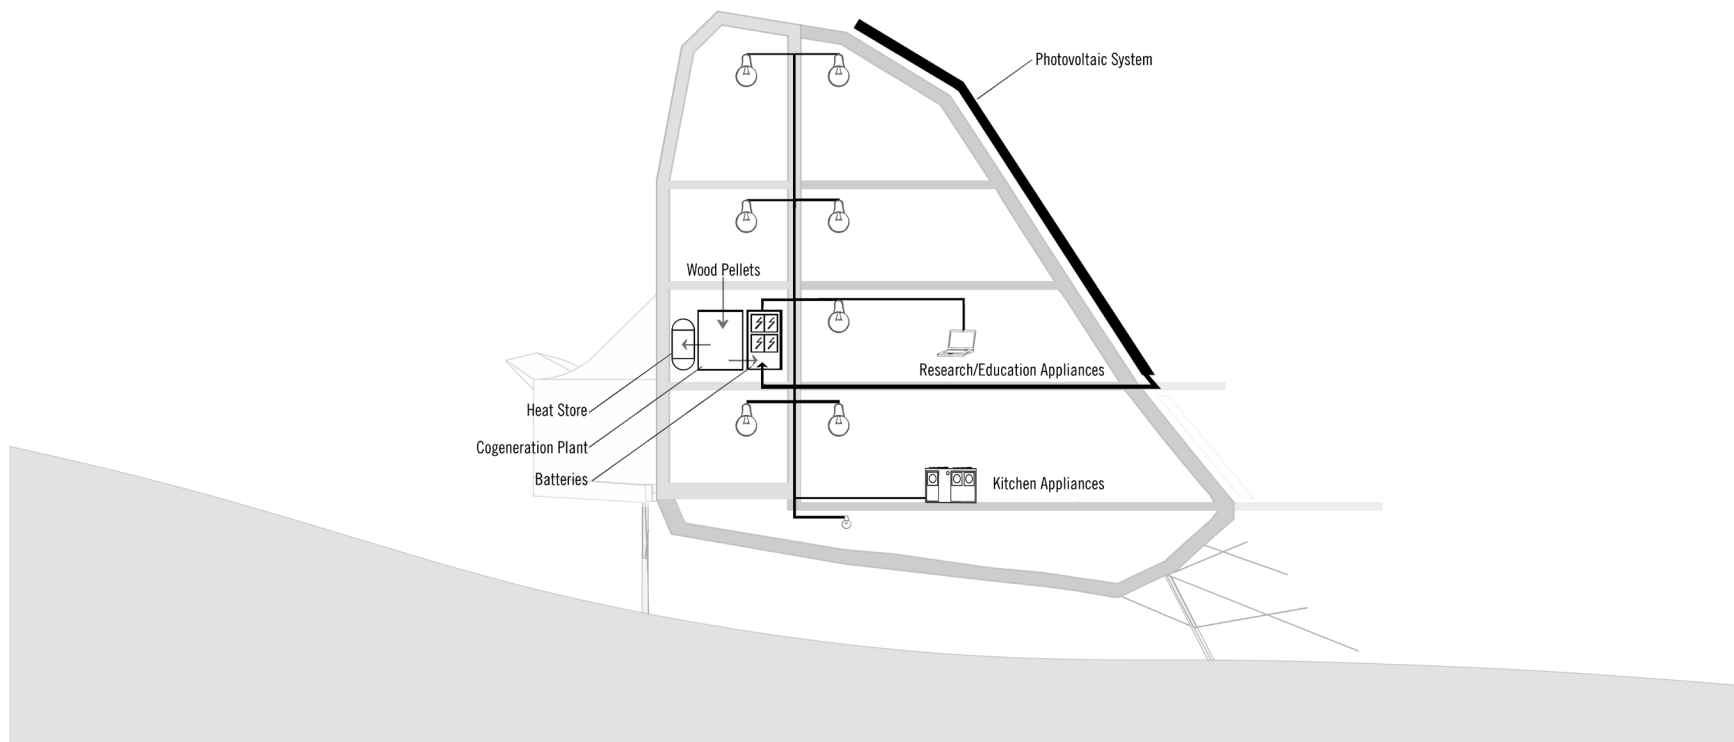 Photovoltaic System
Wood Pellets
Research/Education Appliances
Heat Store
Cogeneration Plant
Batteries
Kitchen Appliances